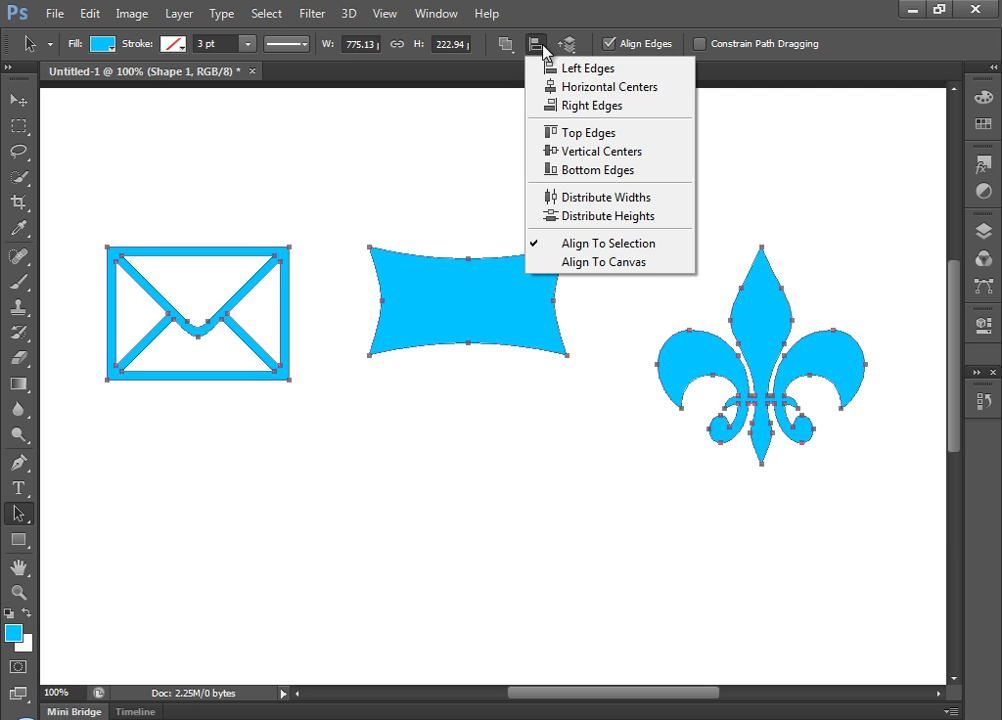 Ps File Edit Image Layer Type Select Filter 3D View Window Help
Fill: Stroke: 3 pt W: 775.13 H: 222.94 Align Edges Constrain Path Dragging
Untitled-1 @ 100% (Shape 1, RGB/8) * ×
Left Edges
Horizontal Centers
Right Edges
Top Edges
Vertical Centers
Bottom Edges
Distribute Widths
Distribute Heights
Align To Selection
Align To Canvas
T
100% Doc: 2.25M/0 bytes
Mini Bridge Timeline